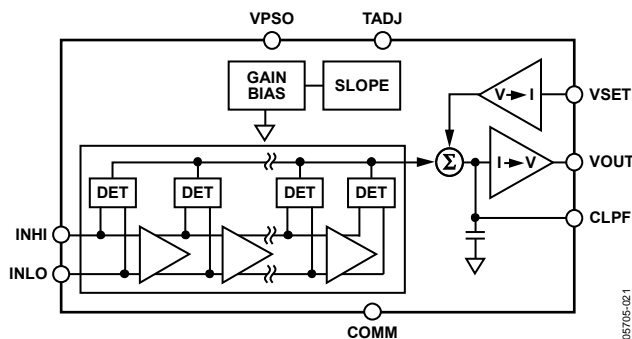 VPSO
TADJ
GAIN
BIAS
SLOPE
V I
VSET
Σ
I V
VOUT
DET
DET
DET
DET
CLPF
INHI
INLO
COMM
05705-021